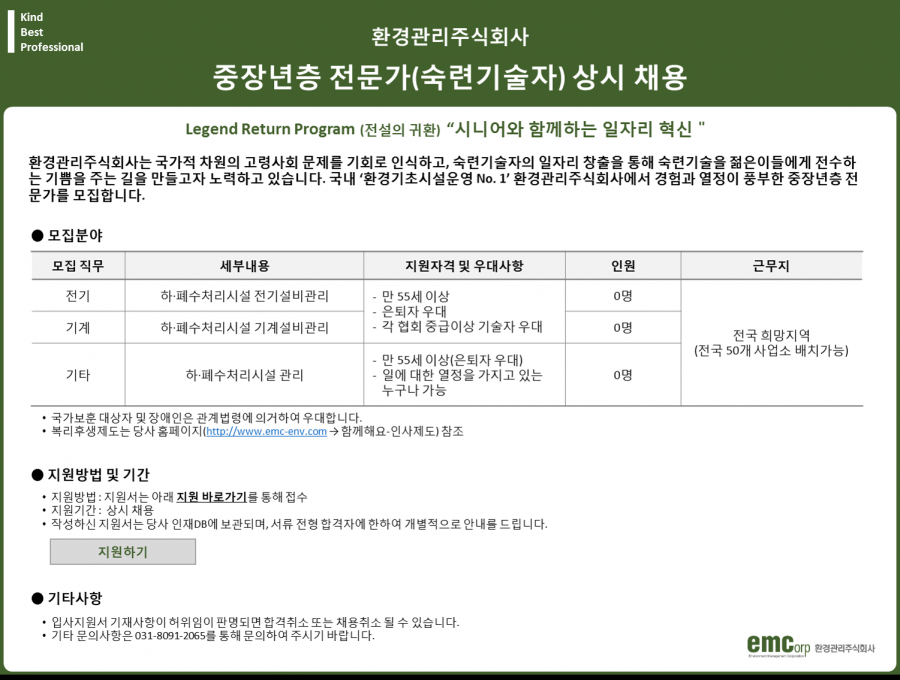 Kind
Best
Professional
환경관리주식회사
중장년층 전문가(숙련기술자) 상시 채용
Legend Return Program (전설의 귀환) “시니어와 함께하는 일자리 혁신 "
환경관리주식회사는 국가적 차원의 고령사회 문제를 기회로 인식하고, 숙련기술자의 일자리 창출을 통해 숙련기술을 젊은이들에게 전수하
는 기쁨을 주는 길을 만들고자 노력하고 있습니다. 국내 ‘환경기초시설운영 No. 1’ 환경관리주식회사에서 경험과 열정이 풍부한 중장년층 전
문가를 모집합니다.
● 모집분야
모집 직무 세부내용 지원자격 및 우대사항 인원 근무지
전기 하·폐수처리시설 전기설비관리 0명
- 만 55세 이상
- 은퇴자 우대
- 각 협회 중급이상 기술자 우대
기계 하·폐수처리시설 기계설비관리 0명
전국 희망지역
(전국 50개 사업소 배치가능)
기타 하·폐수처리시설 관리 0명
- 만 55세 이상(은퇴자 우대)
- 일에 대한 열정을 가지고 있는
누구나 가능
• 국가보훈 대상자 및 장애인은 관계법령에 의거하여 우대합니다.
• 복리후생제도는 당사 홈페이지(http://www.emc-env.com → 함께해요-인사제도) 참조
● 지원방법 및 기간
• 지원방법 : 지원서는 아래 지원 바로가기를 통해 접수
• 지원기간 : 상시 채용
• 작성하신 지원서는 당사 인재DB에 보관되며, 서류 전형 합격자에 한하여 개별적으로 안내를 드립니다.
지원하기
● 기타사항
• 입사지원서 기재사항이 허위임이 판명되면 합격취소 또는 채용취소 될 수 있습니다.
• 기타 문의사항은 031-8091-2065를 통해 문의하여 주시기 바랍니다.
emcorp 환경관리주식회사